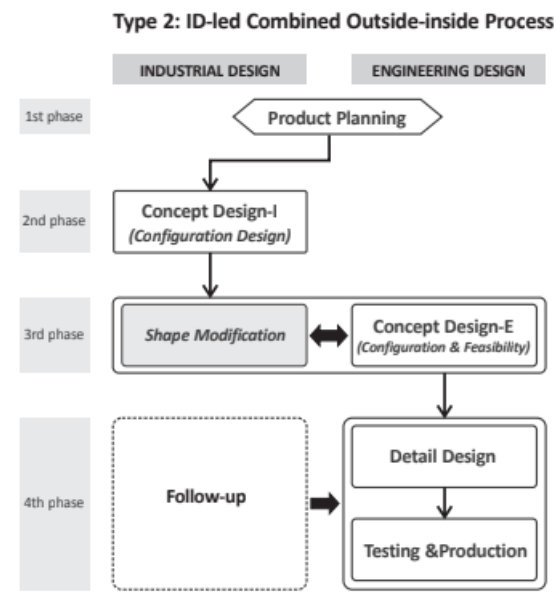 Type 2: ID-led Combined Outside-inside Process
INDUSTRIAL DESIGN
ENGINEERING DESIGN
1st phase
Product Planning
2nd phase
Concept Design-I
(Configuration Design)
3rd phase
Shape Modification
Concept Design-E
(Configuration & Feasibility)
4th phase
Follow-up
Detail Design
Testing &Production